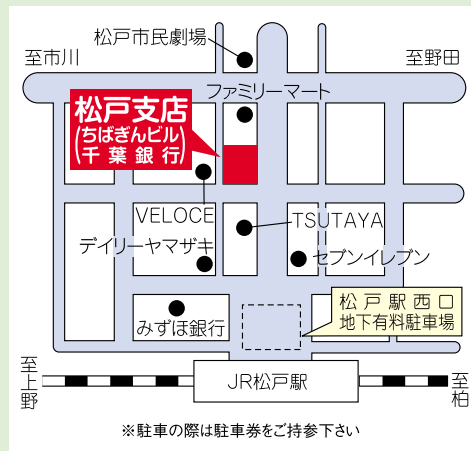 松戸市民劇場
至市川
至野田
ファミリーマート
松戸支店
(ちばぎんビル)
(千葉銀行)
VELOCE
TSUTAYA
デイリーヤマザキ
セブンイレブン
松戸駅西口
地下有料駐車場
みずほ銀行
至上野
JR松戸駅
至柏
※駐車の際は駐車券をご持参下さい